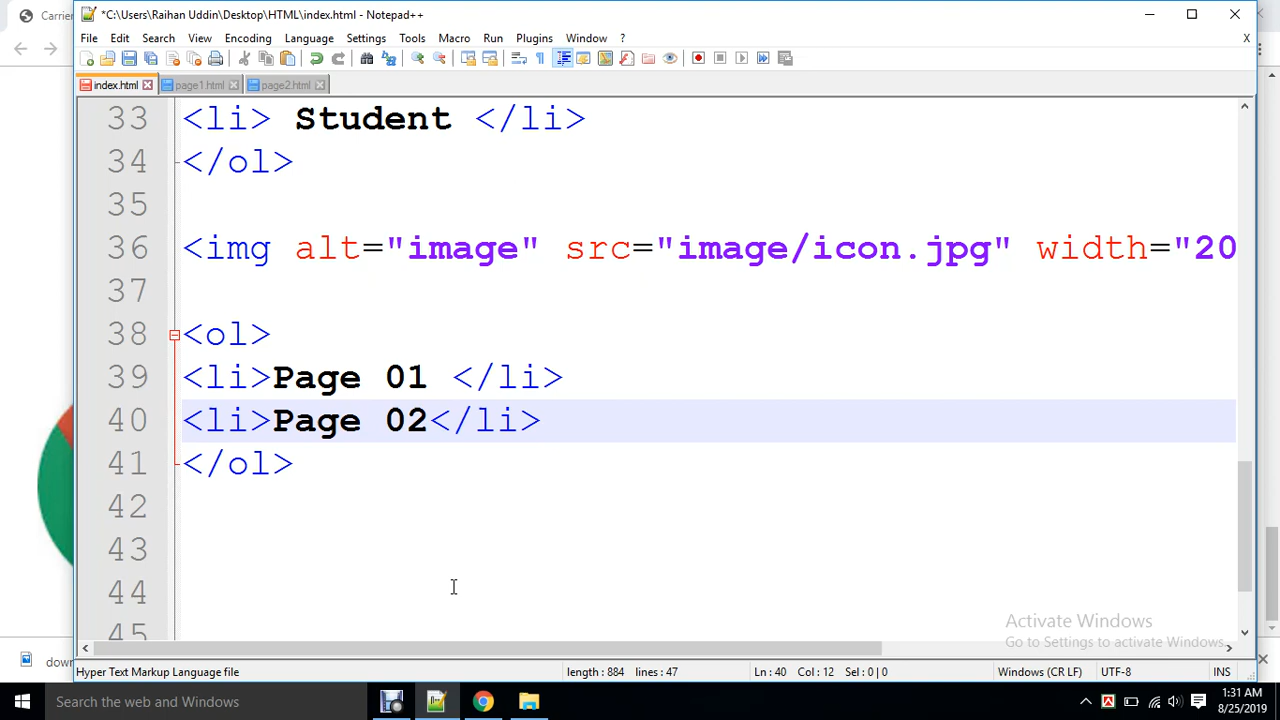 Carrier
*C:\Users\Raihan Uddin\Desktop\HTML\index.html - Notepad++
File Edit Search View Encoding Language Settings Tools Macro Run Plugins Window ? X
index.html page1.html page2.html
33 <li> Student </li>
34 </ol>
35
36 <img alt="image" src="image/icon.jpg" width="20
37
38 <ol>
39 <li>Page 01 </li>
40 <li>Page 02</li>
41 </ol>
42
43
44
45
Activate Windows
Go to Settings to activate Windows.
dow
Hyper Text Markup Language file length : 884 lines : 47 Ln : 40 Col : 12 Sel : 0 | 0 Windows (CR LF) UTF-8 INS
Search the web and Windows
1:31 AM
8/25/2019